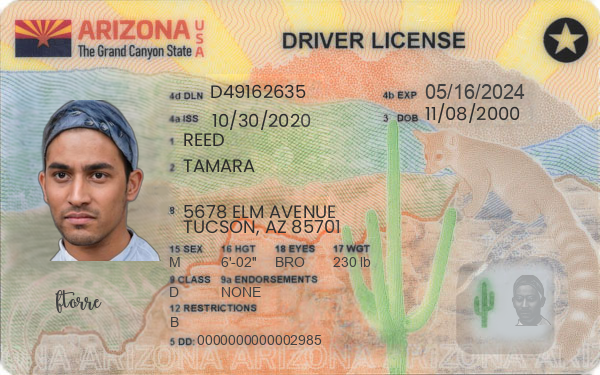 ARIZONA USA
The Grand Canyon State
DRIVER LICENSE
4d DLN D49162635
4b EXP 05/16/2024
4a ISS 10/30/2020
3 DOB 11/08/2000
1 REED
2 TAMARA
8 5678 ELM AVENUE
TUCSON, AZ 85701
15 SEX 16 HGT 18 EYES 17 WGT
M 6'-02" BRO 230 lb
9 CLASS 9a ENDORSEMENTS
D NONE
12 RESTRICTIONS
B
ftorre
5 DD: 0000000000002985
ONA ARIZONA ARIZONA ARIZONA ARIZONA ARIZON